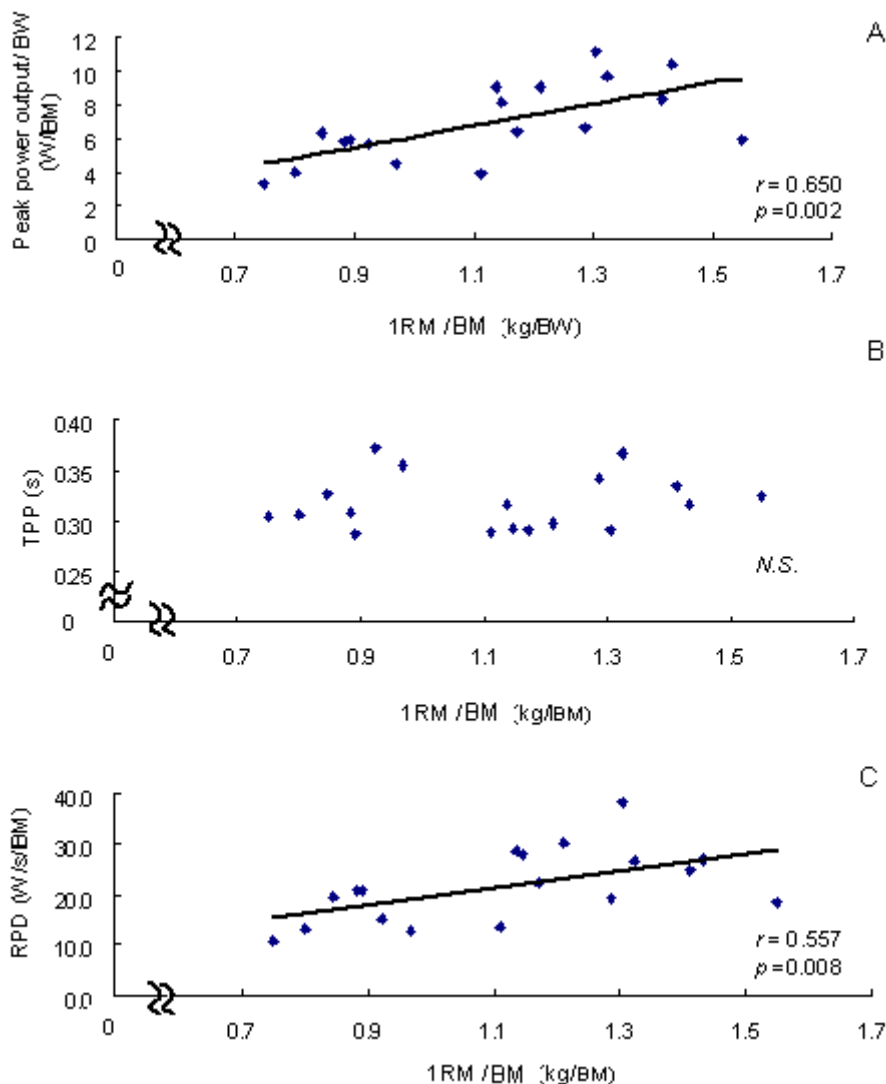 A
Peak power output/ BW
(W/BM)
12
10
8
6
4
2
0
r = 0.650
p=0.002
0 0.7 0.9 1.1 1.3 1.5 1.7
1RM /BM (kg/BW)
B
TPP (s)
0.40
0.35
0.30
0.25
0
N.S.
0 0.7 0.9 1.1 1.3 1.5 1.7
1RM /BM (kg/BM)
C
RPD (W/s/BM)
40.0
30.0
20.0
10.0
0.0
r = 0.557
p=0.008
0 0.7 0.9 1.1 1.3 1.5 1.7
1RM /BM (kg/BM)